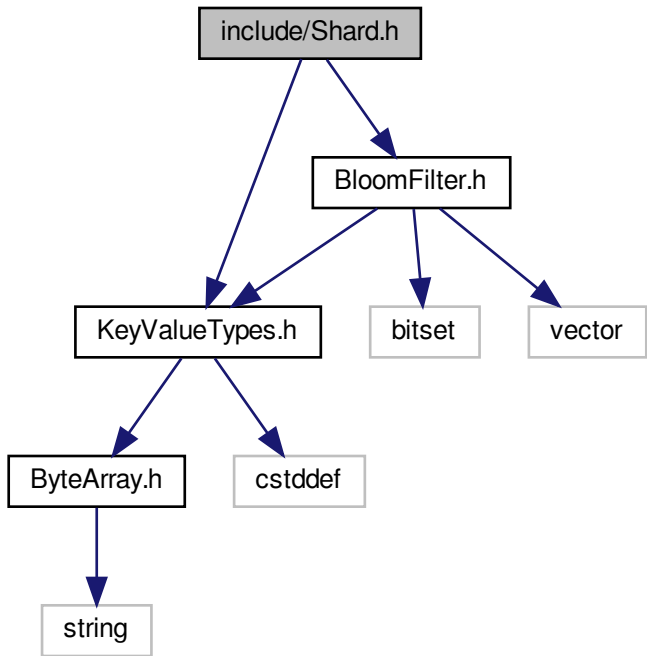 include/Shard.h
BloomFilter.h
KeyValueTypes.h
bitset
vector
ByteArray.h
cstddef
string